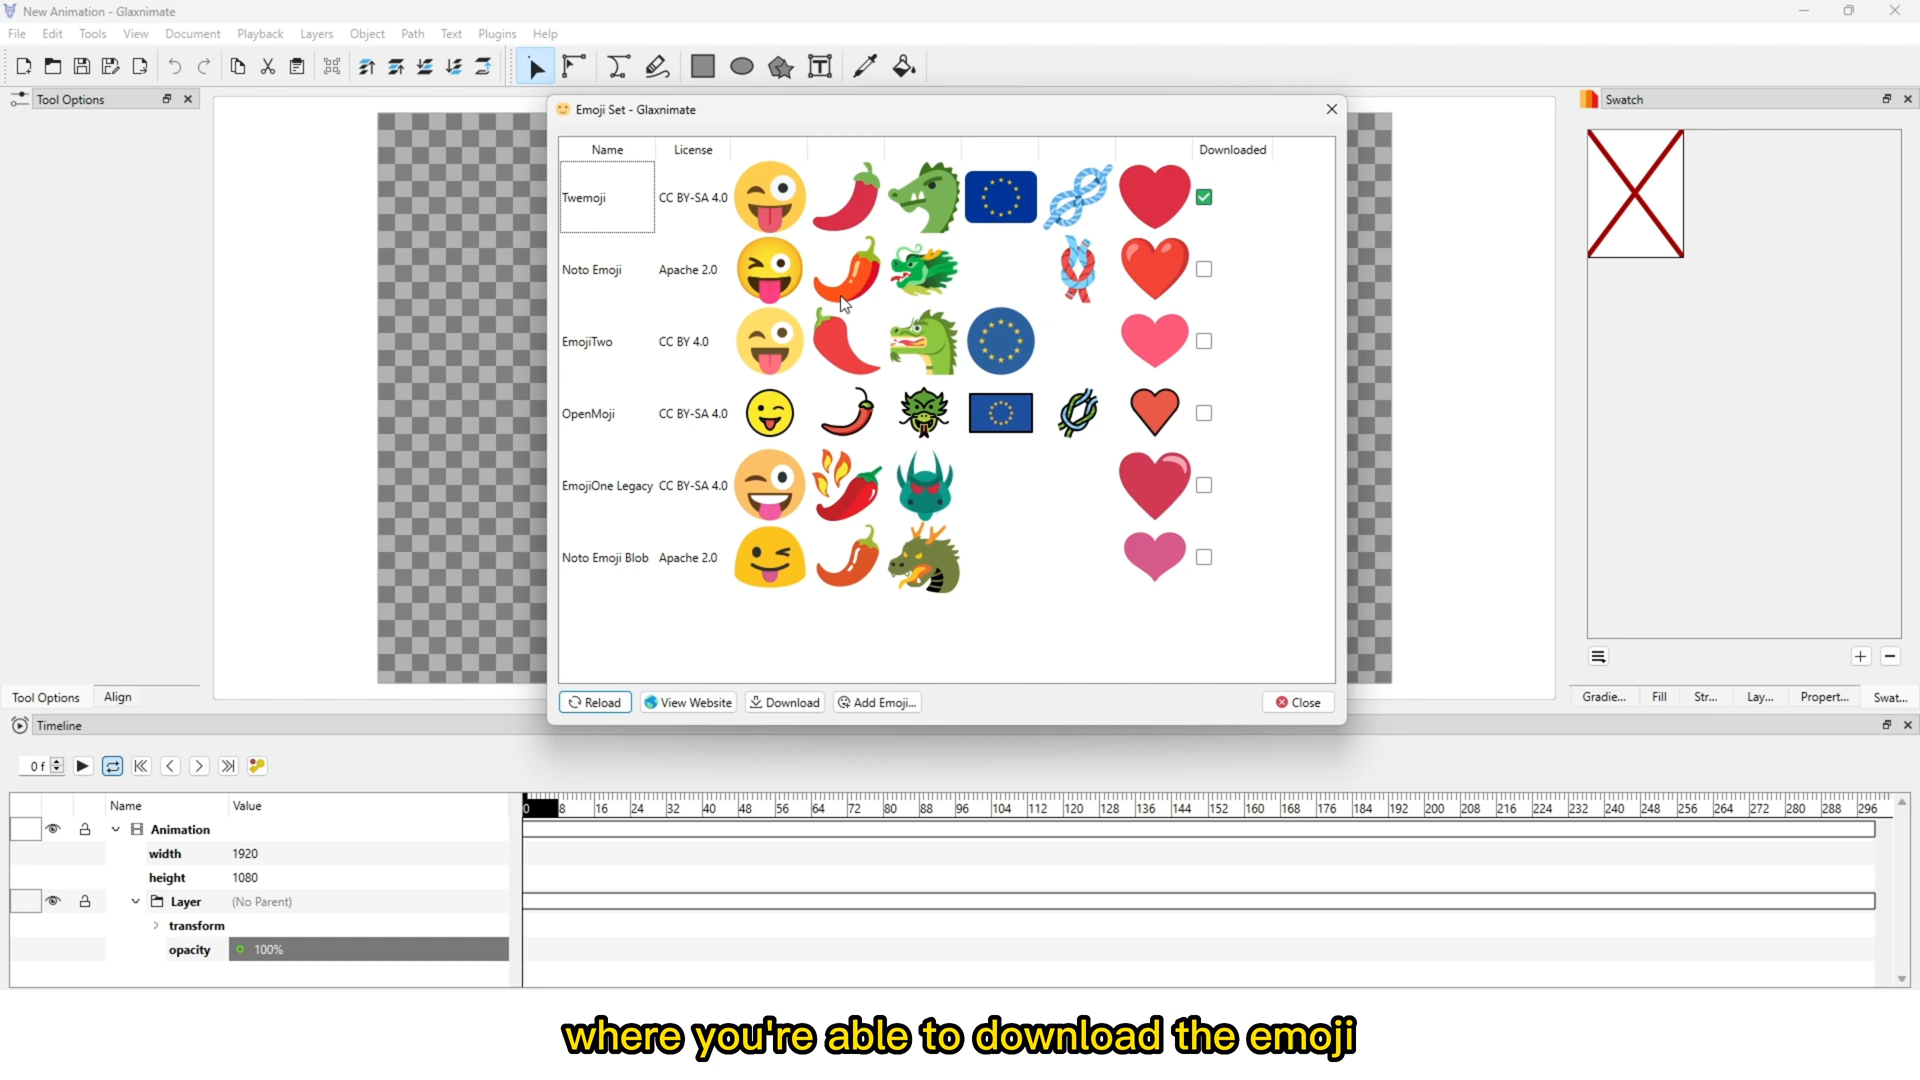 New Animation - Glaxnimate
File Edit Tools View Document Playback Layers Object Path Text Plugins Help
Tool Options
Emoji Set - Glaxnimate
Swatch
Name License Downloaded
Twemoji CC BY-SA 4.0
Noto Emoji Apache 2.0
EmojiTwo CC BY 4.0
OpenMoji CC BY-SA 4.0
EmojiOne Legacy CC BY-SA 4.0
Noto Emoji Blob Apache 2.0
Tool Options Align
Reload View Website Download Add Emoji... Close
Gradie... Fill Str... Lay... Propert... Swat...
Timeline
0 f
Name Value
0 8 16 24 32 40 48 56 64 72 80 88 96 104 112 120 128 136 144 152 160 168 176 184 192 200 208 216 224 232 240 248 256 264 272 280 288 296
Animation
width 1920
height 1080
Layer (No Parent)
transform
opacity 100%
where you're able to download the emoji